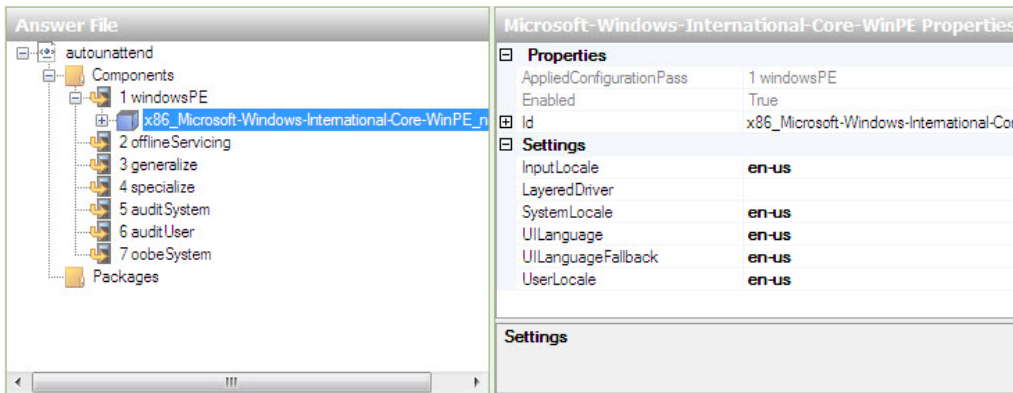 Answer File
autounattend
Components
1 windowsPE
x86_Microsoft-Windows-International-Core-WinPE_n
2 offlineServicing
3 generalize
4 specialize
5 auditSystem
6 auditUser
7 oobeSystem
Packages
Microsoft-Windows-International-Core-WinPE Properties
Properties
AppliedConfigurationPass 1 windowsPE
Enabled True
Id x86_Microsoft-Windows-International-Cor
Settings
InputLocale en-us
LayeredDriver
SystemLocale en-us
UILanguage en-us
UILanguageFallback en-us
UserLocale en-us
Settings